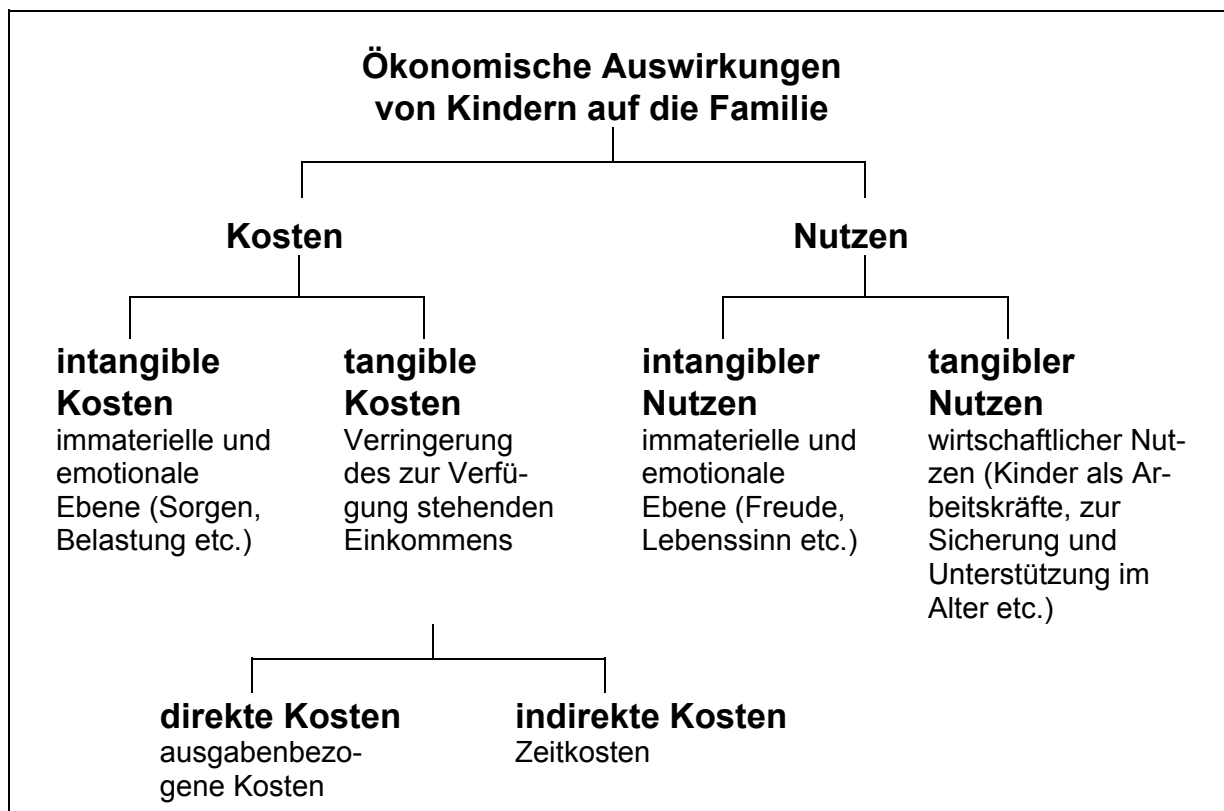 Ökonomische Auswirkungen
von Kindern auf die Familie
Kosten
Nutzen
intangible
Kosten
immaterielle und
emotionale
Ebene (Sorgen,
Belastung etc.)
tangible
Kosten
Verringerung
des zur Verfü-
gung stehenden
Einkommens
intangibler
Nutzen
immaterielle und
emotionale
Ebene (Freude,
Lebenssinn etc.)
tangibler
Nutzen
wirtschaftlicher Nut-
zen (Kinder als Ar-
beitskräfte, zur
Sicherung und
Unterstützung im
Alter etc.)
direkte Kosten
ausgabenbezo-
gene Kosten
indirekte Kosten
Zeitkosten